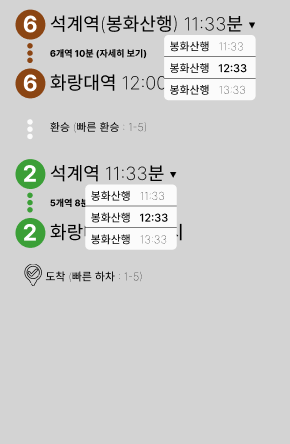 6 석계역(봉화산행) 11:33분 ▼
6개역 10분 (자세히 보기)
봉화산행 11:33
봉화산행 12:33
봉화산행 13:33
6 화랑대역 12:00
환승 (빠른 환승 : 1-5)
2 석계역 11:33분 ▼
5개역 8분
봉화산행 11:33
봉화산행 12:33
봉화산행 13:33
2 화랑
도착 (빠른 하차 : 1-5)